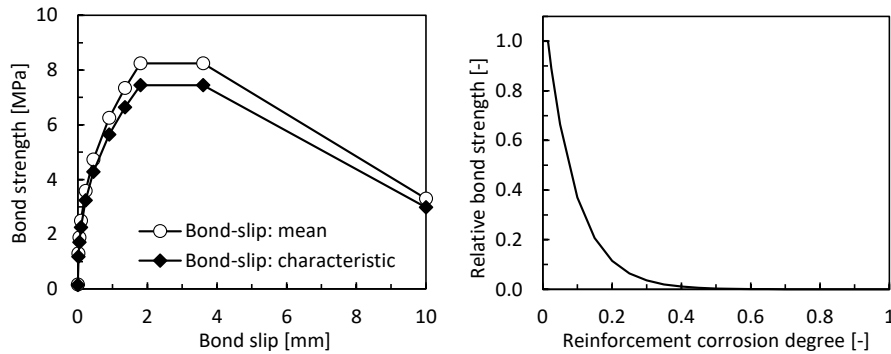 10
8
6
4
2
0
Bond strength [MPa]
Bond-slip: mean
Bond-slip: characteristic
0 2 4 6 8 10
Bond slip [mm]
1.0
0.8
0.6
0.4
0.2
0.0
Relative bond strength [-]
0 0.2 0.4 0.6 0.8 1
Reinforcement corrosion degree [-]